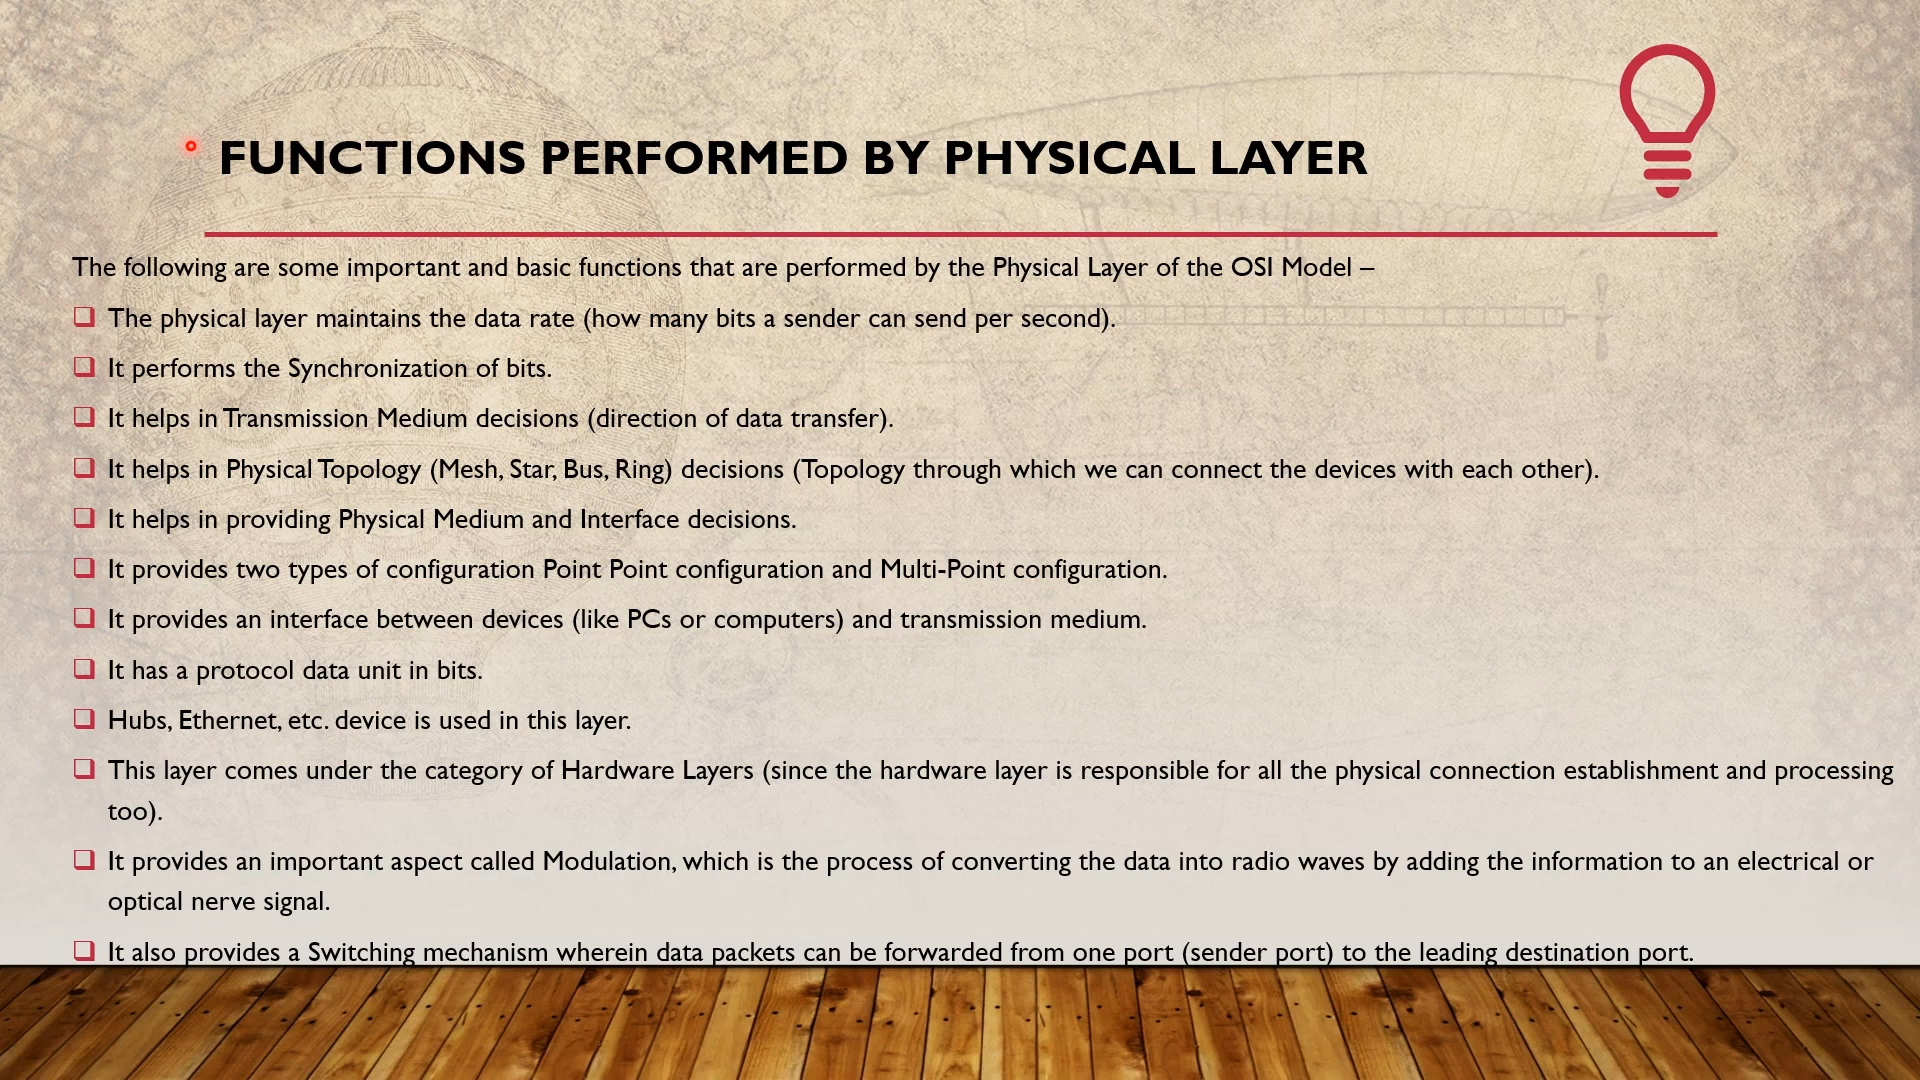 FUNCTIONS PERFORMED BY PHYSICAL LAYER
The following are some important and basic functions that are performed by the Physical Layer of the OSI Model –
The physical layer maintains the data rate (how many bits a sender can send per second).
It performs the Synchronization of bits.
It helps in Transmission Medium decisions (direction of data transfer).
It helps in Physical Topology (Mesh, Star, Bus, Ring) decisions (Topology through which we can connect the devices with each other).
It helps in providing Physical Medium and Interface decisions.
It provides two types of configuration Point Point configuration and Multi-Point configuration.
It provides an interface between devices (like PCs or computers) and transmission medium.
It has a protocol data unit in bits.
Hubs, Ethernet, etc. device is used in this layer.
This layer comes under the category of Hardware Layers (since the hardware layer is responsible for all the physical connection establishment and processing
too).
It provides an important aspect called Modulation, which is the process of converting the data into radio waves by adding the information to an electrical or
optical nerve signal.
It also provides a Switching mechanism wherein data packets can be forwarded from one port (sender port) to the leading destination port.